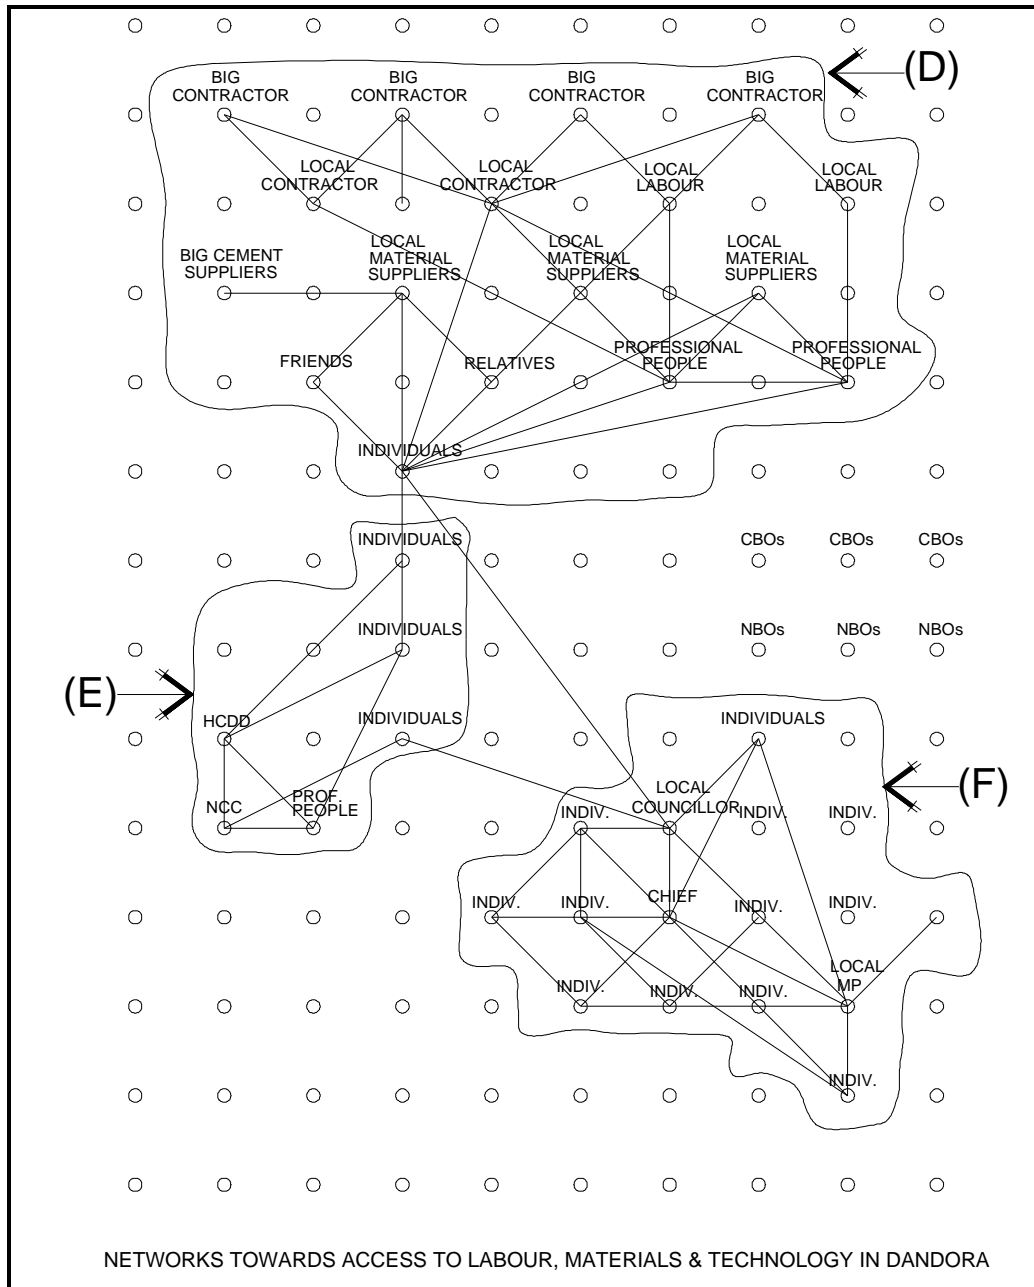 (D)
BIG BIG BIG BIG
CONTRACTOR CONTRACTOR CONTRACTOR CONTRACTOR
LOCAL LOCAL LOCAL LOCAL
CONTRACTOR CONTRACTOR LABOUR LABOUR
BIG CEMENT
SUPPLIERS
LOCAL
MATERIAL
SUPPLIERS
LOCAL
MATERIAL
SUPPLIERS
LOCAL
MATERIAL
SUPPLIERS
FRIENDS
RELATIVES
PROFESSIONAL
PEOPLE
PROFESSIONAL
PEOPLE
INDIVIDUALS
INDIVIDUALS
CBOs CBOs CBOs
INDIVIDUALS
NBOs NBOs NBOs
(E)
HCDD
INDIVIDUALS
INDIVIDUALS
(F)
NCC
PROF.
PEOPLE
INDIV.
LOCAL
COUNCILLOR
INDIV.
INDIV.
INDIV.
INDIV.
CHIEF
INDIV.
INDIV.
INDIV.
INDIV.
INDIV.
LOCAL
MP
INDIV.
NETWORKS TOWARDS ACCESS TO LABOUR, MATERIALS & TECHNOLOGY IN DANDORA